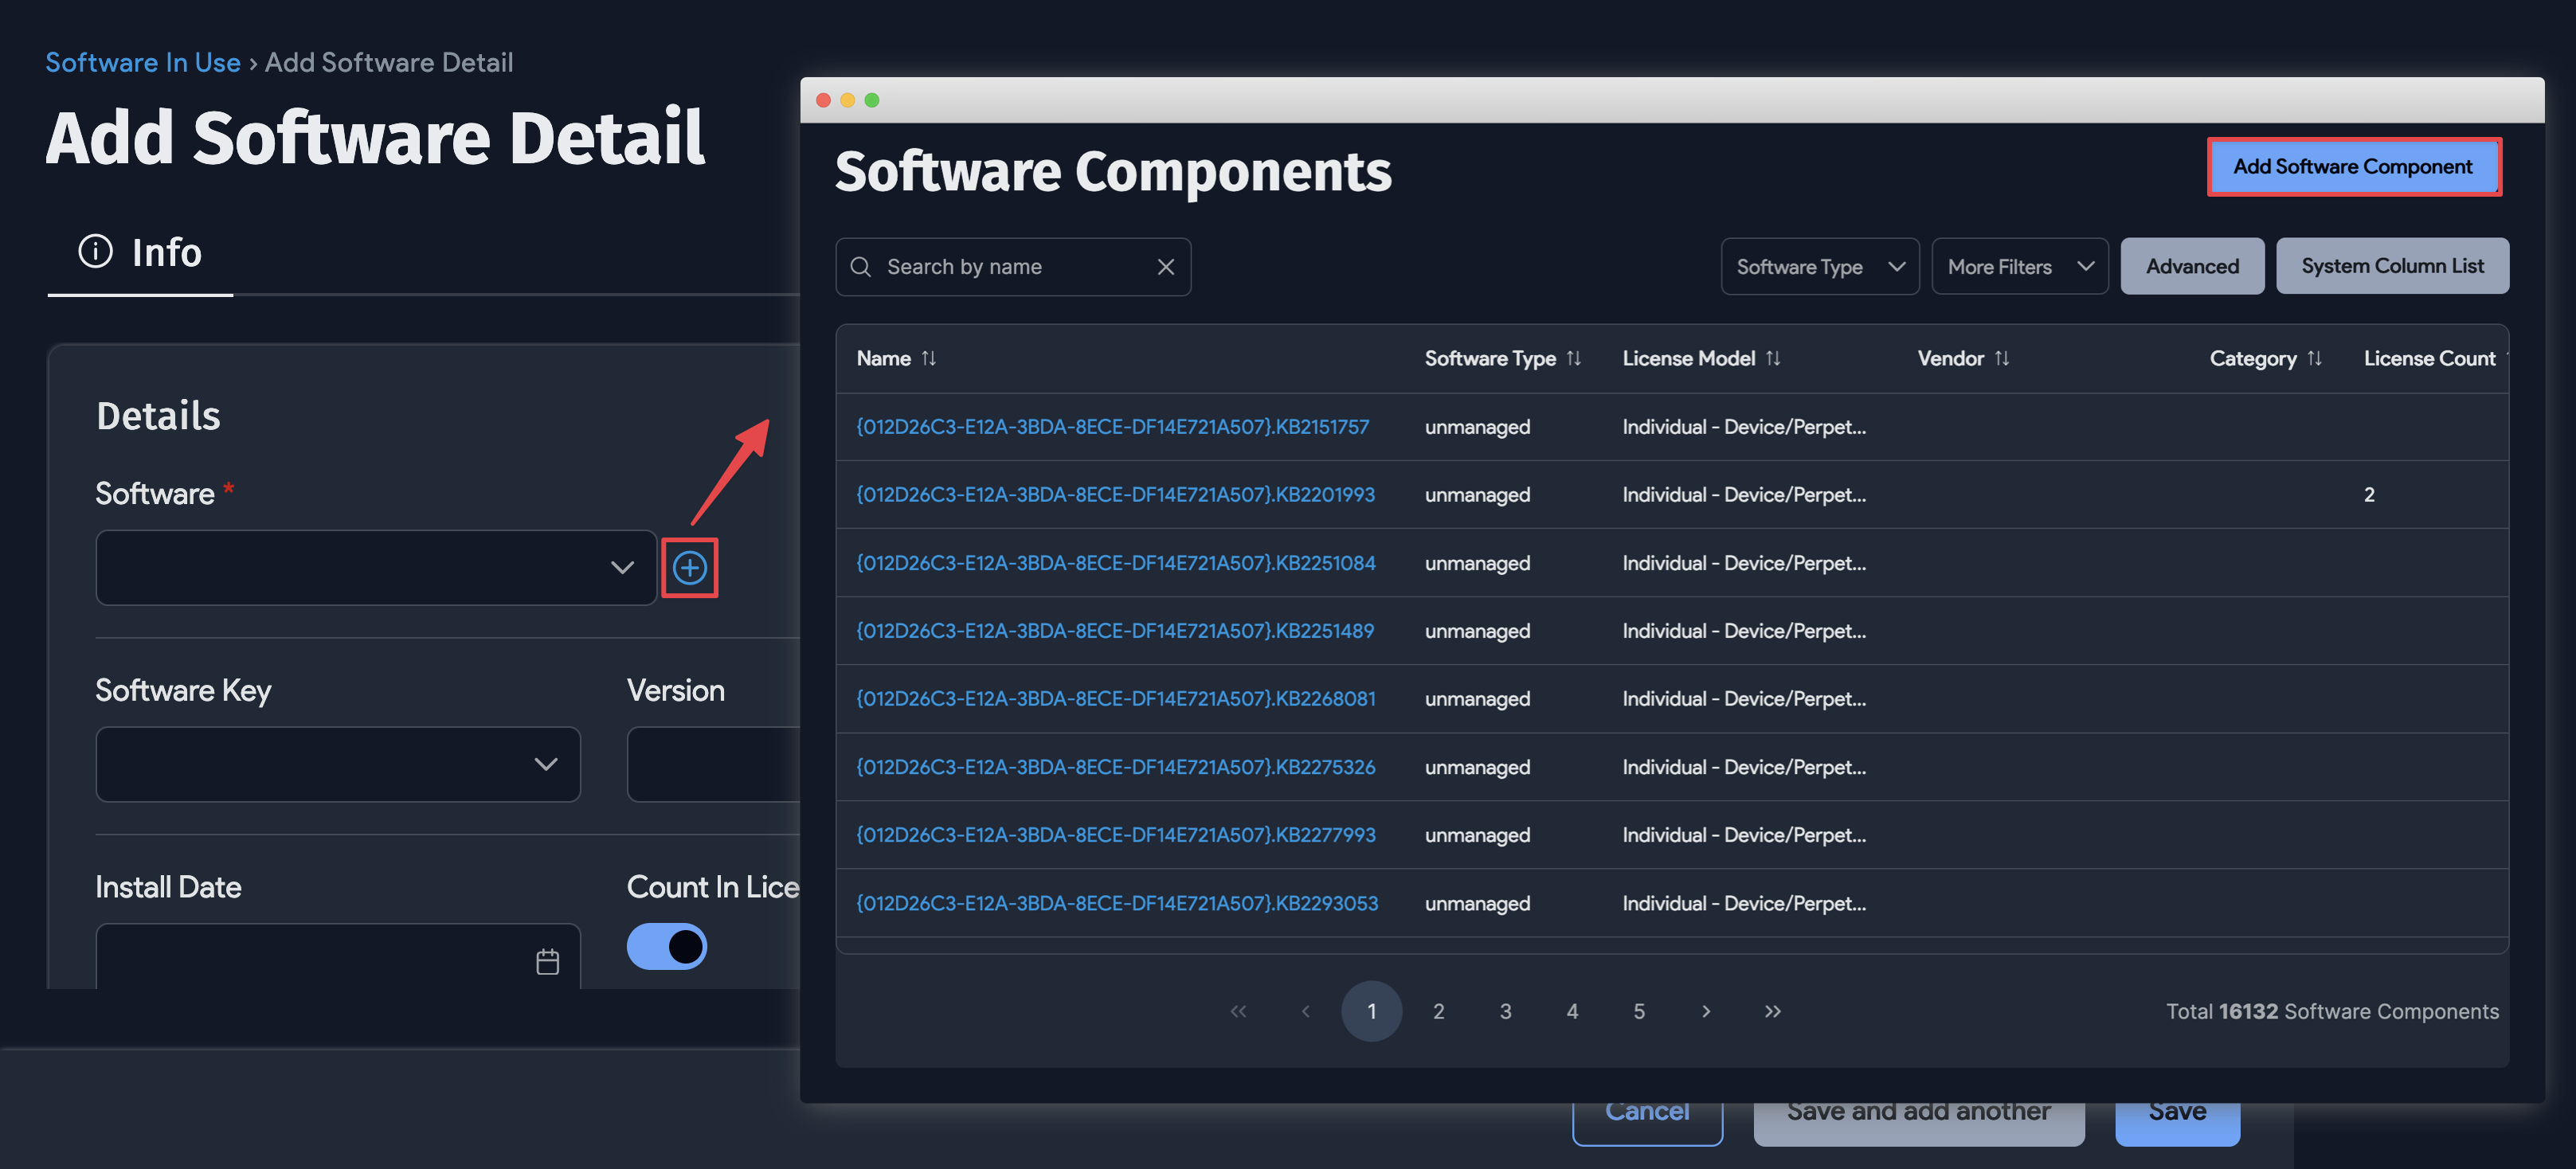 Software In Use › Add Software Detail
Add Software Detail
Info
Details
Software *
Software Key
Version
Install Date
Count In Lice
Software Components
Add Software Component
Search by name
Software Type
More Filters
Advanced
System Column List
Name Software Type License Model Vendor Category License Count
{012D26C3-E12A-3BDA-8ECE-DF14E721A507}.KB2151757 unmanaged Individual - Device/Perpet...
{012D26C3-E12A-3BDA-8ECE-DF14E721A507}.KB2201993 unmanaged Individual - Device/Perpet... 2
{012D26C3-E12A-3BDA-8ECE-DF14E721A507}.KB2251084 unmanaged Individual - Device/Perpet...
{012D26C3-E12A-3BDA-8ECE-DF14E721A507}.KB2251489 unmanaged Individual - Device/Perpet...
{012D26C3-E12A-3BDA-8ECE-DF14E721A507}.KB2268081 unmanaged Individual - Device/Perpet...
{012D26C3-E12A-3BDA-8ECE-DF14E721A507}.KB2275326 unmanaged Individual - Device/Perpet...
{012D26C3-E12A-3BDA-8ECE-DF14E721A507}.KB2277993 unmanaged Individual - Device/Perpet...
{012D26C3-E12A-3BDA-8ECE-DF14E721A507}.KB2293053 unmanaged Individual - Device/Perpet...
« ‹ 1 2 3 4 5 › »
Total 16132 Software Components
Cancel
Save and add another
Save